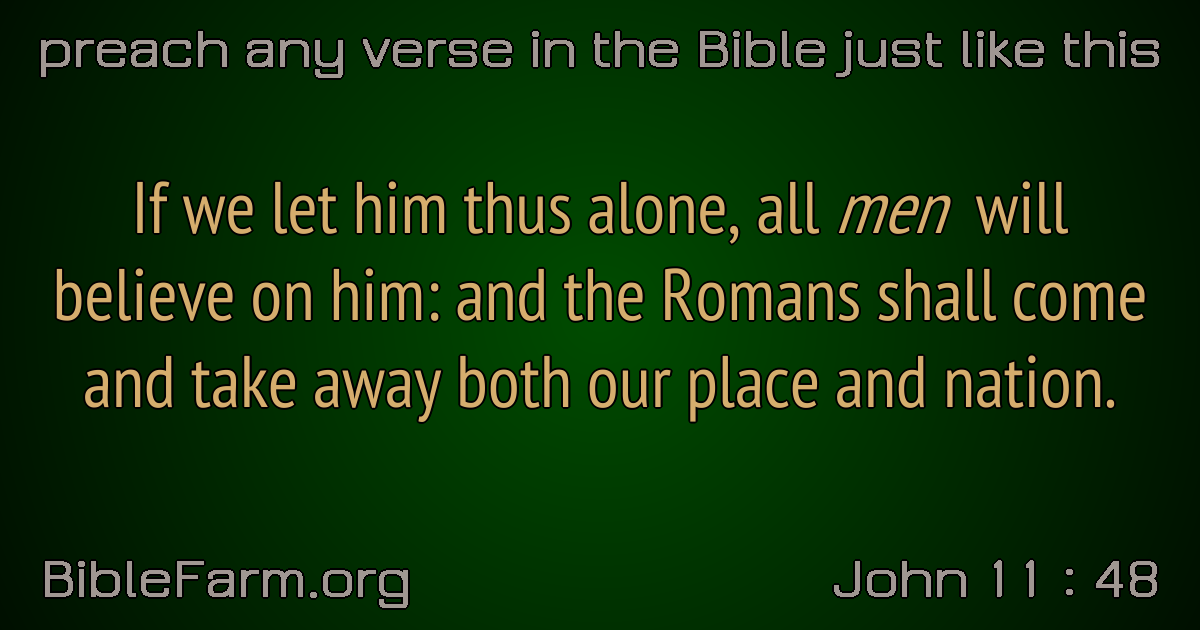 preach any verse in the Bible just like this
If we let him thus alone, all men will
believe on him: and the Romans shall come
and take away both our place and nation.
BibleFarm.org
John 11 : 48